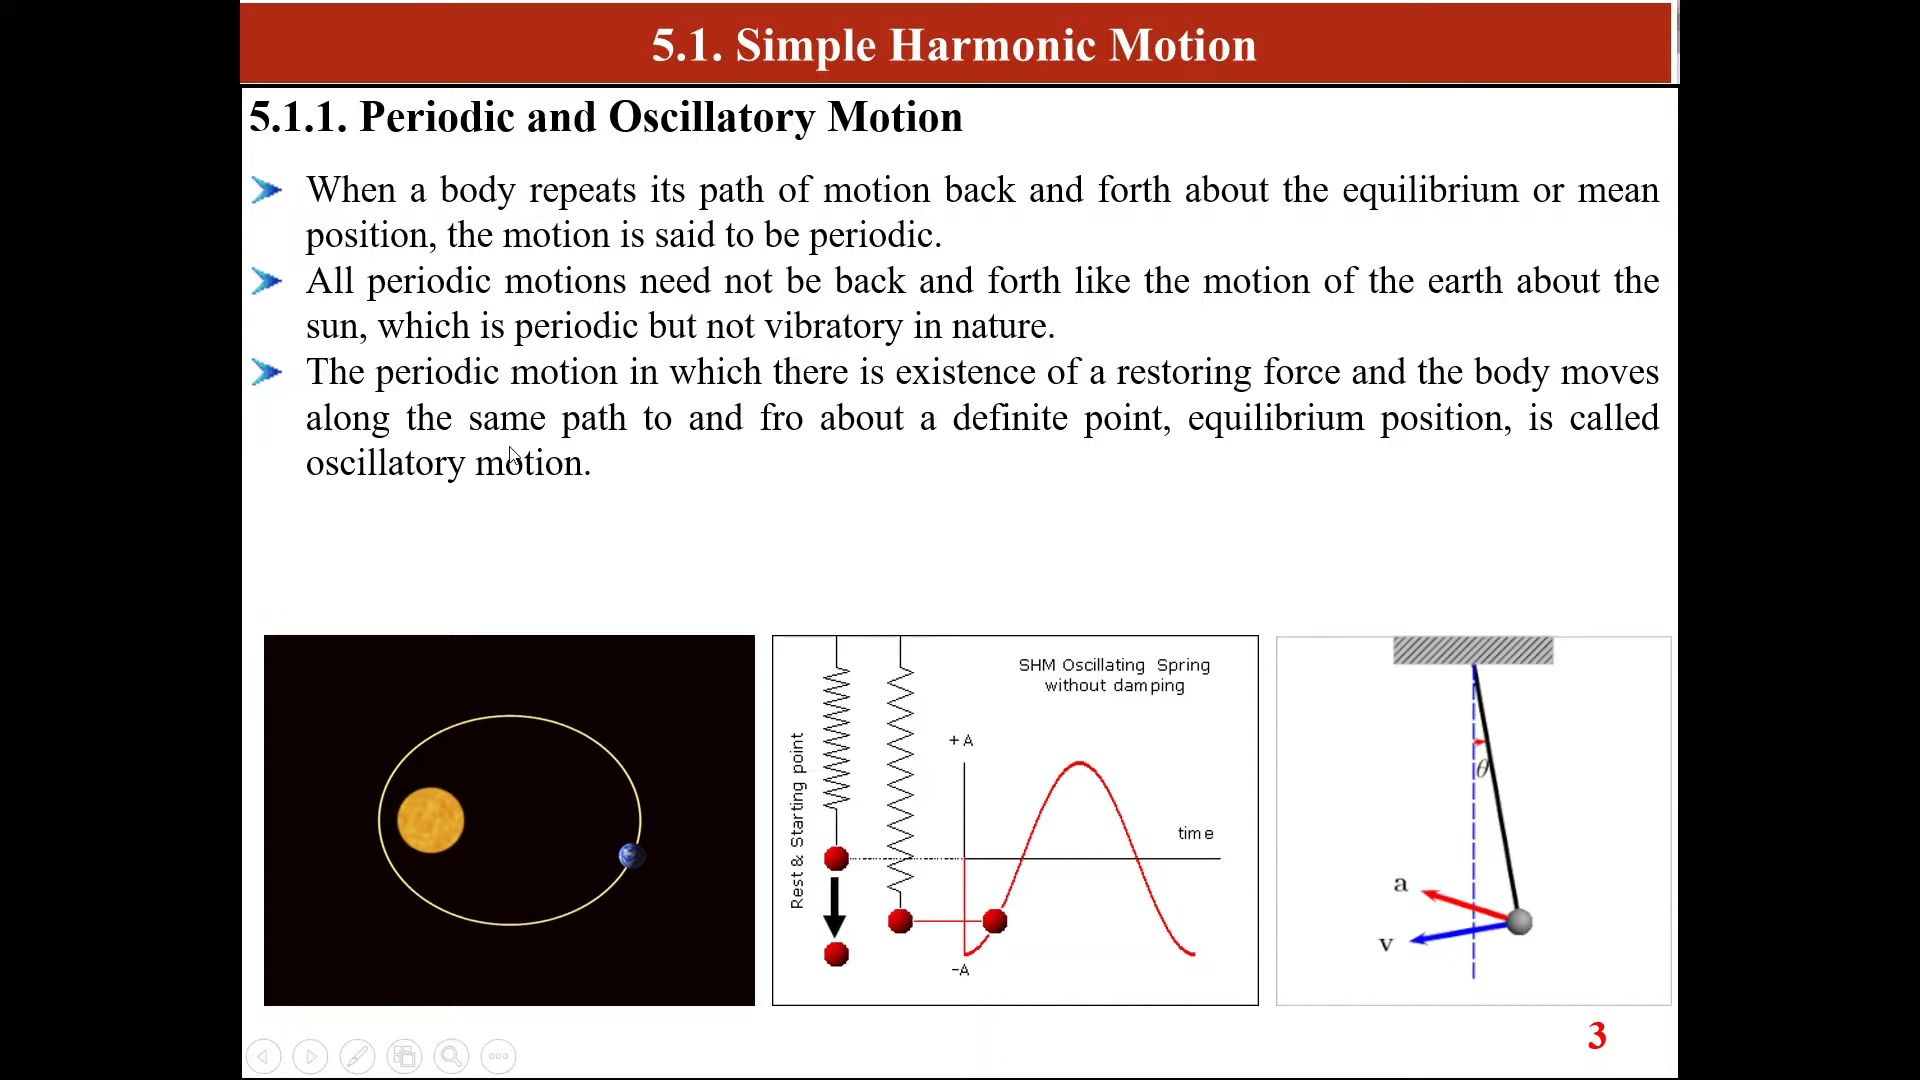 5.1. Simple Harmonic Motion
5.1.1. Periodic and Oscillatory Motion
When a body repeats its path of motion back and forth about the equilibrium or mean
position, the motion is said to be periodic.
All periodic motions need not be back and forth like the motion of the earth about the
sun, which is periodic but not vibratory in nature.
The periodic motion in which there is existence of a restoring force and the body moves
along the same path to and fro about a definite point, equilibrium position, is called
oscillatory motion.
Rest & Starting point
SHM Oscillating Spring
without damping
+A
time
-A
θ
a
v
3